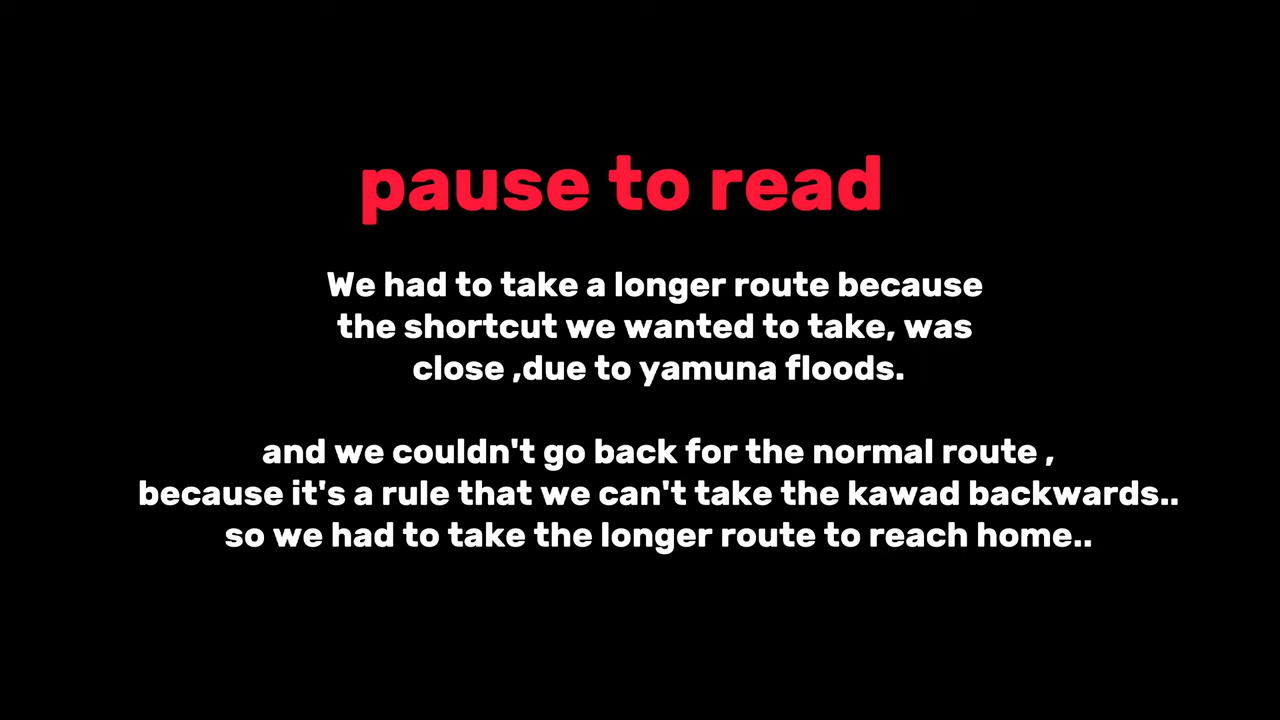 pause to read
We had to take a longer route because
the shortcut we wanted to take, was
close ,due to yamuna floods.
and we couldn't go back for the normal route ,
because it's a rule that we can't take the kawad backwards..
so we had to take the longer route to reach home..